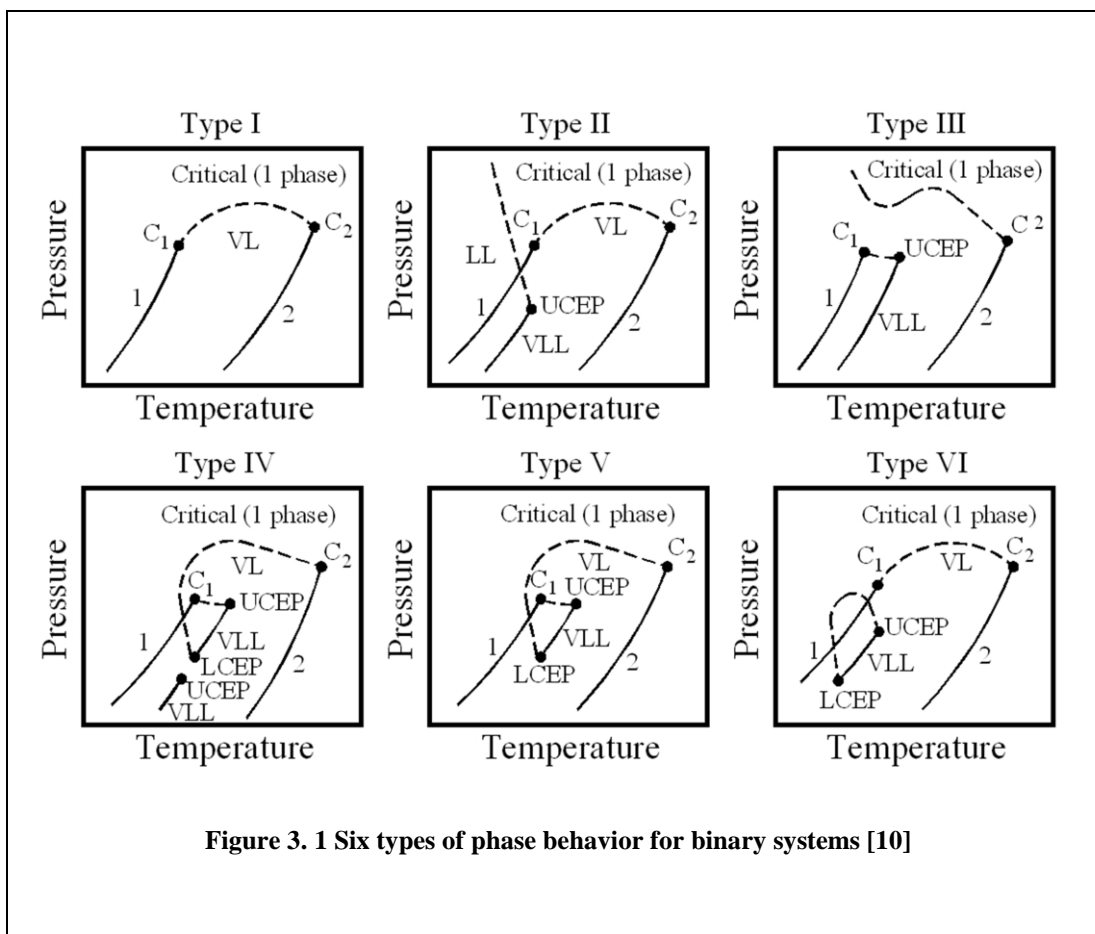 Type I
Critical (1 phase)
C1
VL
C2
1
2
Pressure
Temperature
Type II
Critical (1 phase)
C1
VL
C2
LL
1
UCEP
2
VLL
Pressure
Temperature
Type III
Critical (1 phase)
C1
UCEP
C2
1
VLL
2
Pressure
Temperature
Type IV
Critical (1 phase)
C2
VL
C1
UCEP
1
VLL
LCEP
2
UCEP
VLL
Pressure
Temperature
Type V
Critical (1 phase)
C2
VL
C1
UCEP
1
VLL
2
LCEP
Pressure
Temperature
Type VI
Critical (1 phase)
C1
VL
C2
1
UCEP
VLL
2
LCEP
Pressure
Temperature
Figure 3. 1 Six types of phase behavior for binary systems [10]